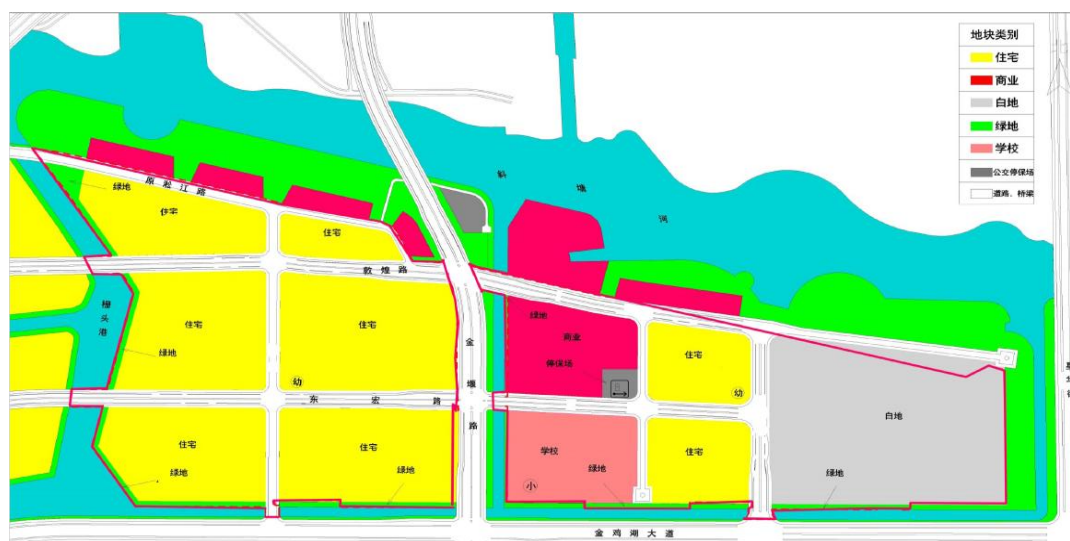 地块类别
住宅
商业
白地
绿地
学校
公交停保场
道路、桥梁
斜塘河
绿地
原淞江路
住宅
住宅
敦煌路
栅头港
住宅
绿地
住宅
金堰路
绿地
商业
停保场
住宅
幼
东宏路
幼
白地
住宅
绿地
住宅
绿地
学校
绿地
小
住宅
绿地
金鸡湖大道